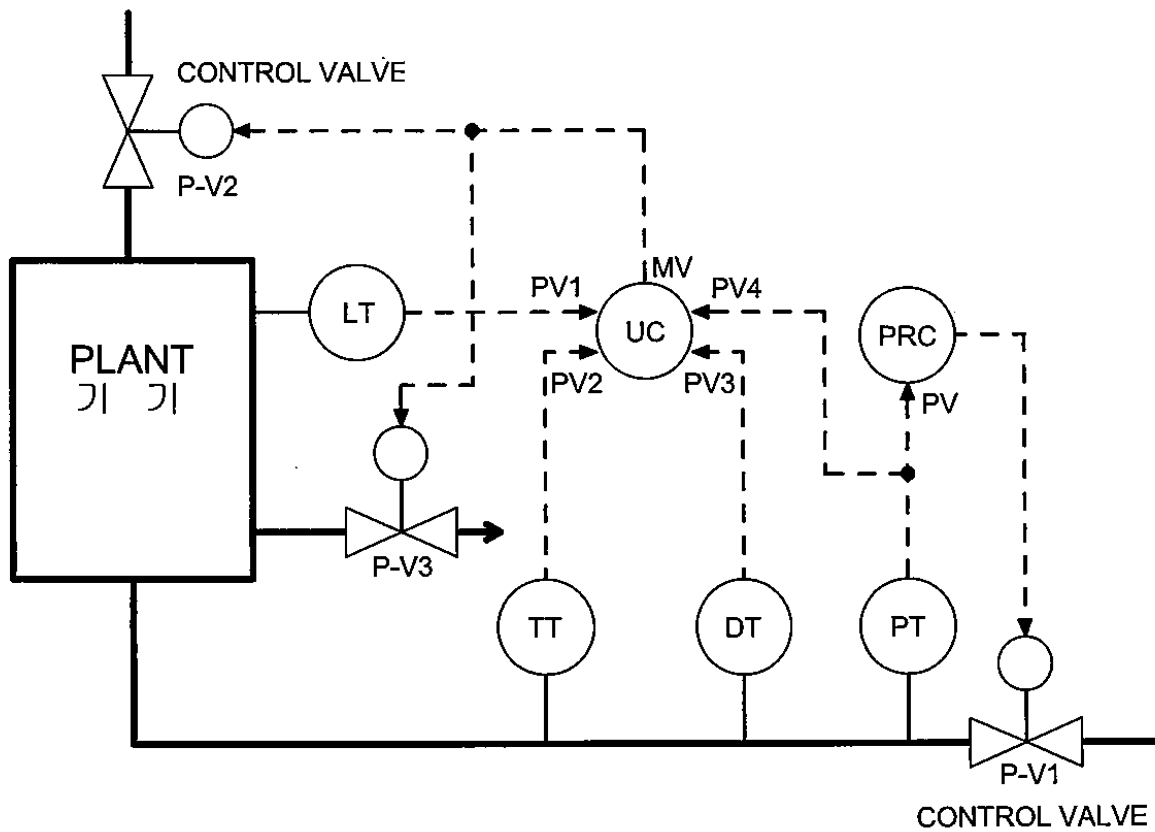 CONTROL VALVE
P-V2
MV
PV1
PV4
LT
UC
PRC
PLANT
기 기
PV2
PV3
PV
P-V3
TT
DT
PT
P-V1
CONTROL VALVE